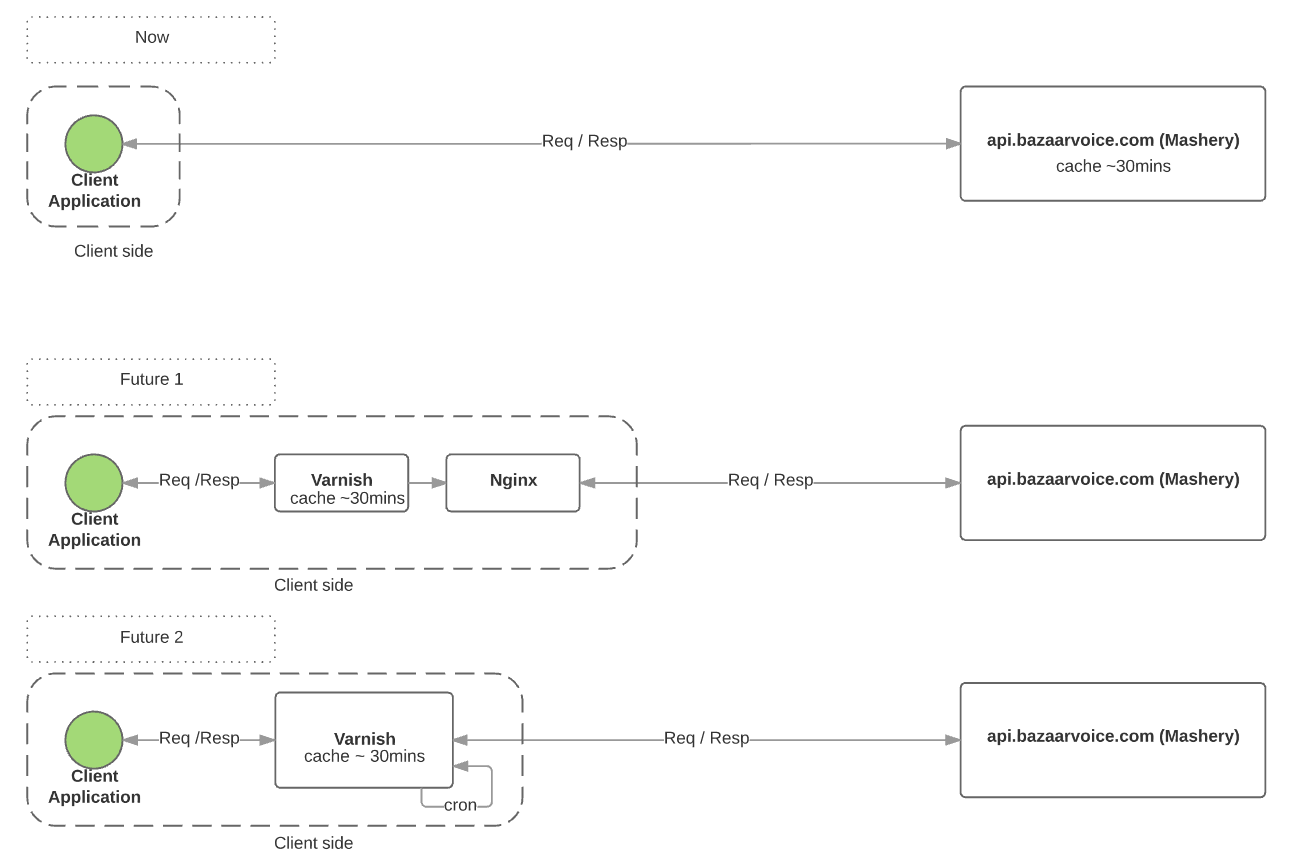 Now
Req / Resp
api.bazaarvoice.com (Mashery)
cache ~30mins
Client
Application
Client side
Future 1
Req /Resp
Varnish
cache ~30mins
Nginx
Req / Resp
api.bazaarvoice.com (Mashery)
Client
Application
Client side
Future 2
Req /Resp
Varnish
cache ~ 30mins
Req / Resp
api.bazaarvoice.com (Mashery)
Client
Application
cron
Client side